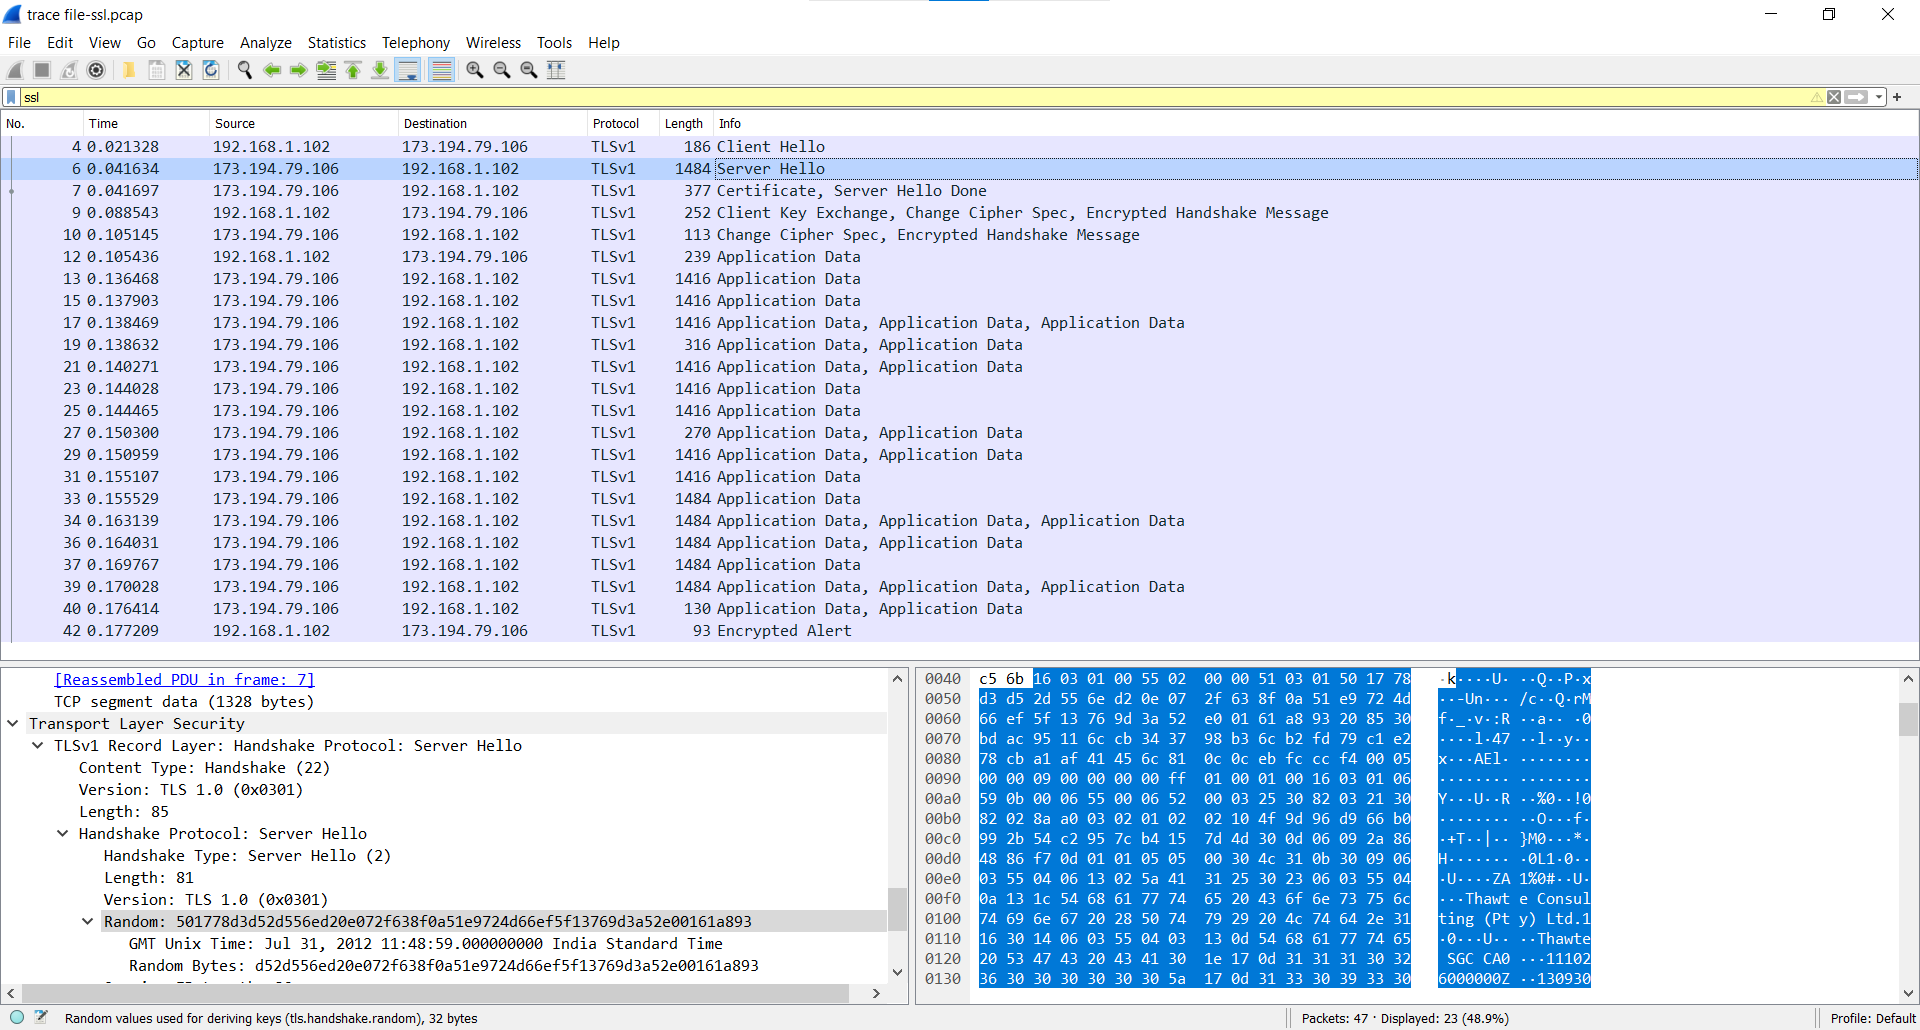 trace file-ssl.pcap
File Edit View Go Capture Analyze Statistics Telephony Wireless Tools Help
ssl
No. Time Source Destination Protocol Length Info
4 0.021328 192.168.1.102 173.194.79.106 TLSv1 186 Client Hello
6 0.041634 173.194.79.106 192.168.1.102 TLSv1 1484 Server Hello
7 0.041697 173.194.79.106 192.168.1.102 TLSv1 377 Certificate, Server Hello Done
9 0.088543 192.168.1.102 173.194.79.106 TLSv1 252 Client Key Exchange, Change Cipher Spec, Encrypted Handshake Message
10 0.105145 173.194.79.106 192.168.1.102 TLSv1 113 Change Cipher Spec, Encrypted Handshake Message
12 0.105436 192.168.1.102 173.194.79.106 TLSv1 239 Application Data
13 0.136468 173.194.79.106 192.168.1.102 TLSv1 1416 Application Data
15 0.137903 173.194.79.106 192.168.1.102 TLSv1 1416 Application Data
17 0.138469 173.194.79.106 192.168.1.102 TLSv1 1416 Application Data, Application Data, Application Data
19 0.138632 173.194.79.106 192.168.1.102 TLSv1 316 Application Data, Application Data
21 0.140271 173.194.79.106 192.168.1.102 TLSv1 1416 Application Data, Application Data
23 0.144028 173.194.79.106 192.168.1.102 TLSv1 1416 Application Data
25 0.144465 173.194.79.106 192.168.1.102 TLSv1 1416 Application Data
27 0.150300 173.194.79.106 192.168.1.102 TLSv1 270 Application Data, Application Data
29 0.150959 173.194.79.106 192.168.1.102 TLSv1 1416 Application Data, Application Data
31 0.155107 173.194.79.106 192.168.1.102 TLSv1 1416 Application Data
33 0.155529 173.194.79.106 192.168.1.102 TLSv1 1484 Application Data
34 0.163139 173.194.79.106 192.168.1.102 TLSv1 1484 Application Data, Application Data, Application Data
36 0.164031 173.194.79.106 192.168.1.102 TLSv1 1484 Application Data, Application Data
37 0.169767 173.194.79.106 192.168.1.102 TLSv1 1484 Application Data
39 0.170028 173.194.79.106 192.168.1.102 TLSv1 1484 Application Data, Application Data, Application Data
40 0.176414 173.194.79.106 192.168.1.102 TLSv1 130 Application Data, Application Data
42 0.177209 192.168.1.102 173.194.79.106 TLSv1 93 Encrypted Alert
[Reassembled PDU in frame: 7]
TCP segment data (1328 bytes)
Transport Layer Security
TLSv1 Record Layer: Handshake Protocol: Server Hello
Content Type: Handshake (22)
Version: TLS 1.0 (0x0301)
Length: 85
Handshake Protocol: Server Hello
Handshake Type: Server Hello (2)
Length: 81
Version: TLS 1.0 (0x0301)
Random: 501778d3d52d556ed20e072f638f0a51e9724d66ef5f13769d3a52e00161a893
GMT Unix Time: Jul 31, 2012 11:48:59.000000000 India Standard Time
Random Bytes: d52d556ed20e072f638f0a51e9724d66ef5f13769d3a52e00161a893
0040 c5 6b 16 03 01 00 55 02 00 00 51 03 01 50 17 78 ·k····U· ··Q··P·x
0050 d3 d5 2d 55 6e d2 0e 07 2f 63 8f 0a 51 e9 72 4d ··-Un··· /c··Q·rM
0060 66 ef 5f 13 76 9d 3a 52 e0 01 61 a8 93 20 85 30 f·_·v·:R ··a·· ·0
0070 bd ac 95 11 6c cb 34 37 98 b3 6c b2 fd 79 c1 e2 ····l·47 ··l··y··
0080 78 cb a1 af 41 45 6c 81 0c 0c eb fc cc f4 00 05 x···AEl· ········
0090 00 00 09 00 00 00 00 ff 01 00 01 00 16 03 01 06 ········ ········
00a0 59 0b 00 06 55 00 06 52 00 03 25 30 82 03 21 30 Y···U··R ··%0··!0
00b0 82 02 8a a0 03 02 01 02 02 10 4f 9d 96 d9 66 b0 ········ ··O···f·
00c0 99 2b 54 c2 95 7c b4 15 7d 4d 30 0d 06 09 2a 86 ·+T··|·· }M0···*·
00d0 48 86 f7 0d 01 01 05 05 00 30 4c 31 0b 30 09 06 H······· ·0L1·0··
00e0 03 55 04 06 13 02 5a 41 31 25 30 23 06 03 55 04 ·U····ZA 1%0#··U·
00f0 0a 13 1c 54 68 61 77 74 65 20 43 6f 6e 73 75 6c ···Thawt e Consul
0100 74 69 6e 67 20 28 50 74 79 29 20 4c 74 64 2e 31 ting (Pt y) Ltd.1
0110 16 30 14 06 03 55 04 03 13 0d 54 68 61 77 74 65 ·0···U·· ··Thawte
0120 20 53 47 43 20 43 41 30 1e 17 0d 31 31 31 30 32 SGC CA0 ···11102
0130 36 30 30 30 30 30 30 5a 17 0d 31 33 30 39 33 30 6000000Z ··130930
Random values used for deriving keys (tls.handshake.random), 32 bytes
Packets: 47 · Displayed: 23 (48.9%)
Profile: Default